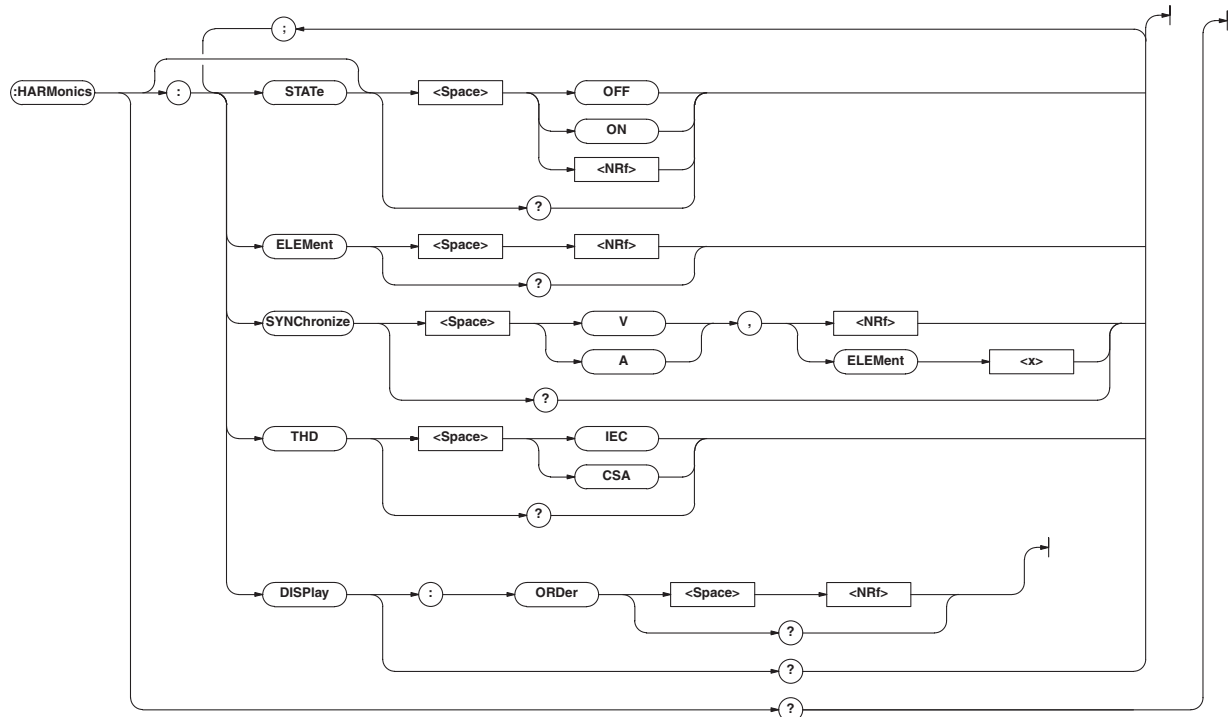 ;
:HARMonics : STATe <Space> OFF
ON
<NRf>
?
ELEMent <Space> <NRf>
?
SYNChronize <Space> V , <NRf>
A ELEMent <x>
?
THD <Space> IEC
CSA
?
DISPlay : ORDer <Space> <NRf>
?
?
?